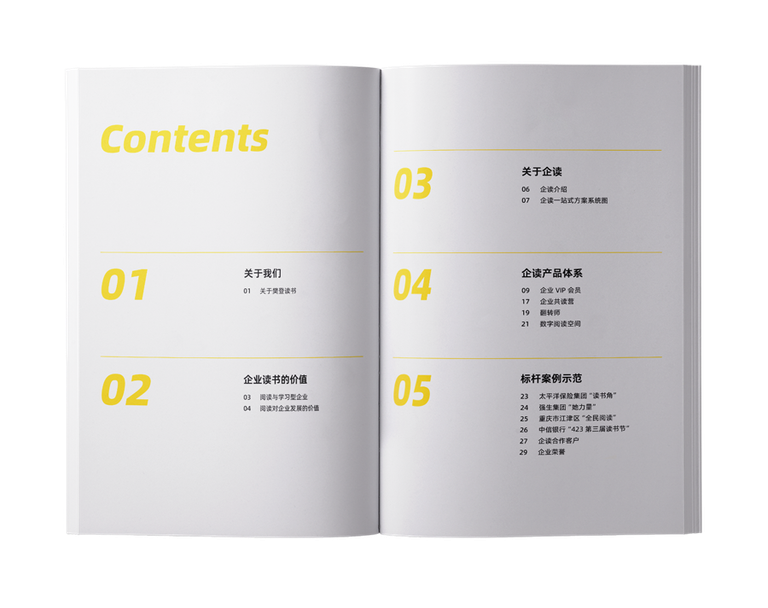 Contents
01
关于我们
01 关于樊登读书
02
企业读书的价值
03 阅读与学习型企业
04 阅读对企业发展的价值
03
关于企读
06 企读介绍
07 企读一站式方案系统图
04
企读产品体系
09 企业 VIP 会员
17 企业共读营
19 翻转师
21 数字阅读空间
05
标杆案例示范
23 太平洋保险集团“读书角”
24 强生集团“她力量”
25 重庆市江津区“全民阅读”
26 中信银行“423 第三届读书节”
27 企读合作客户
29 企业荣誉